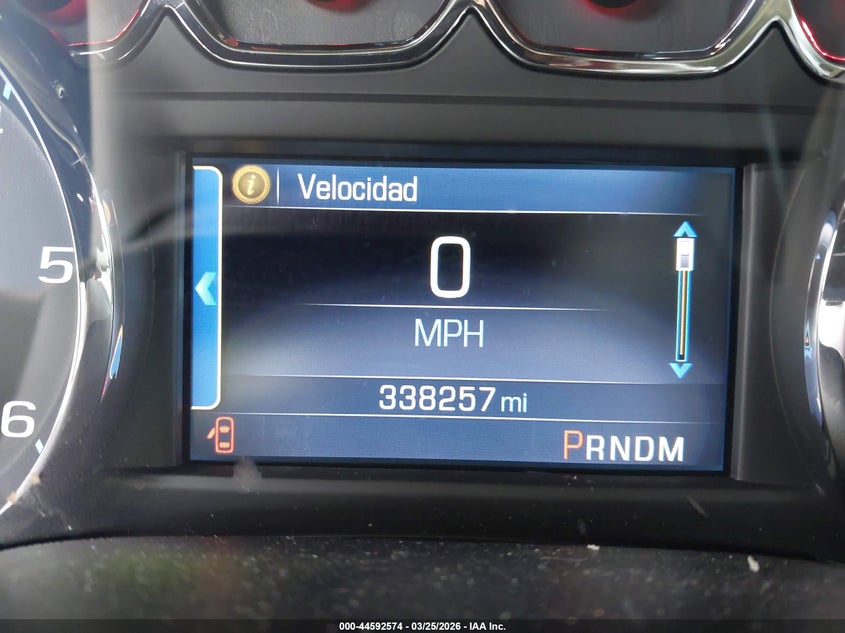 i Velocidad
5
0
MPH
6
338257 mi
PRNDM
000-44592574 - 03/25/2026 - IAA Inc.